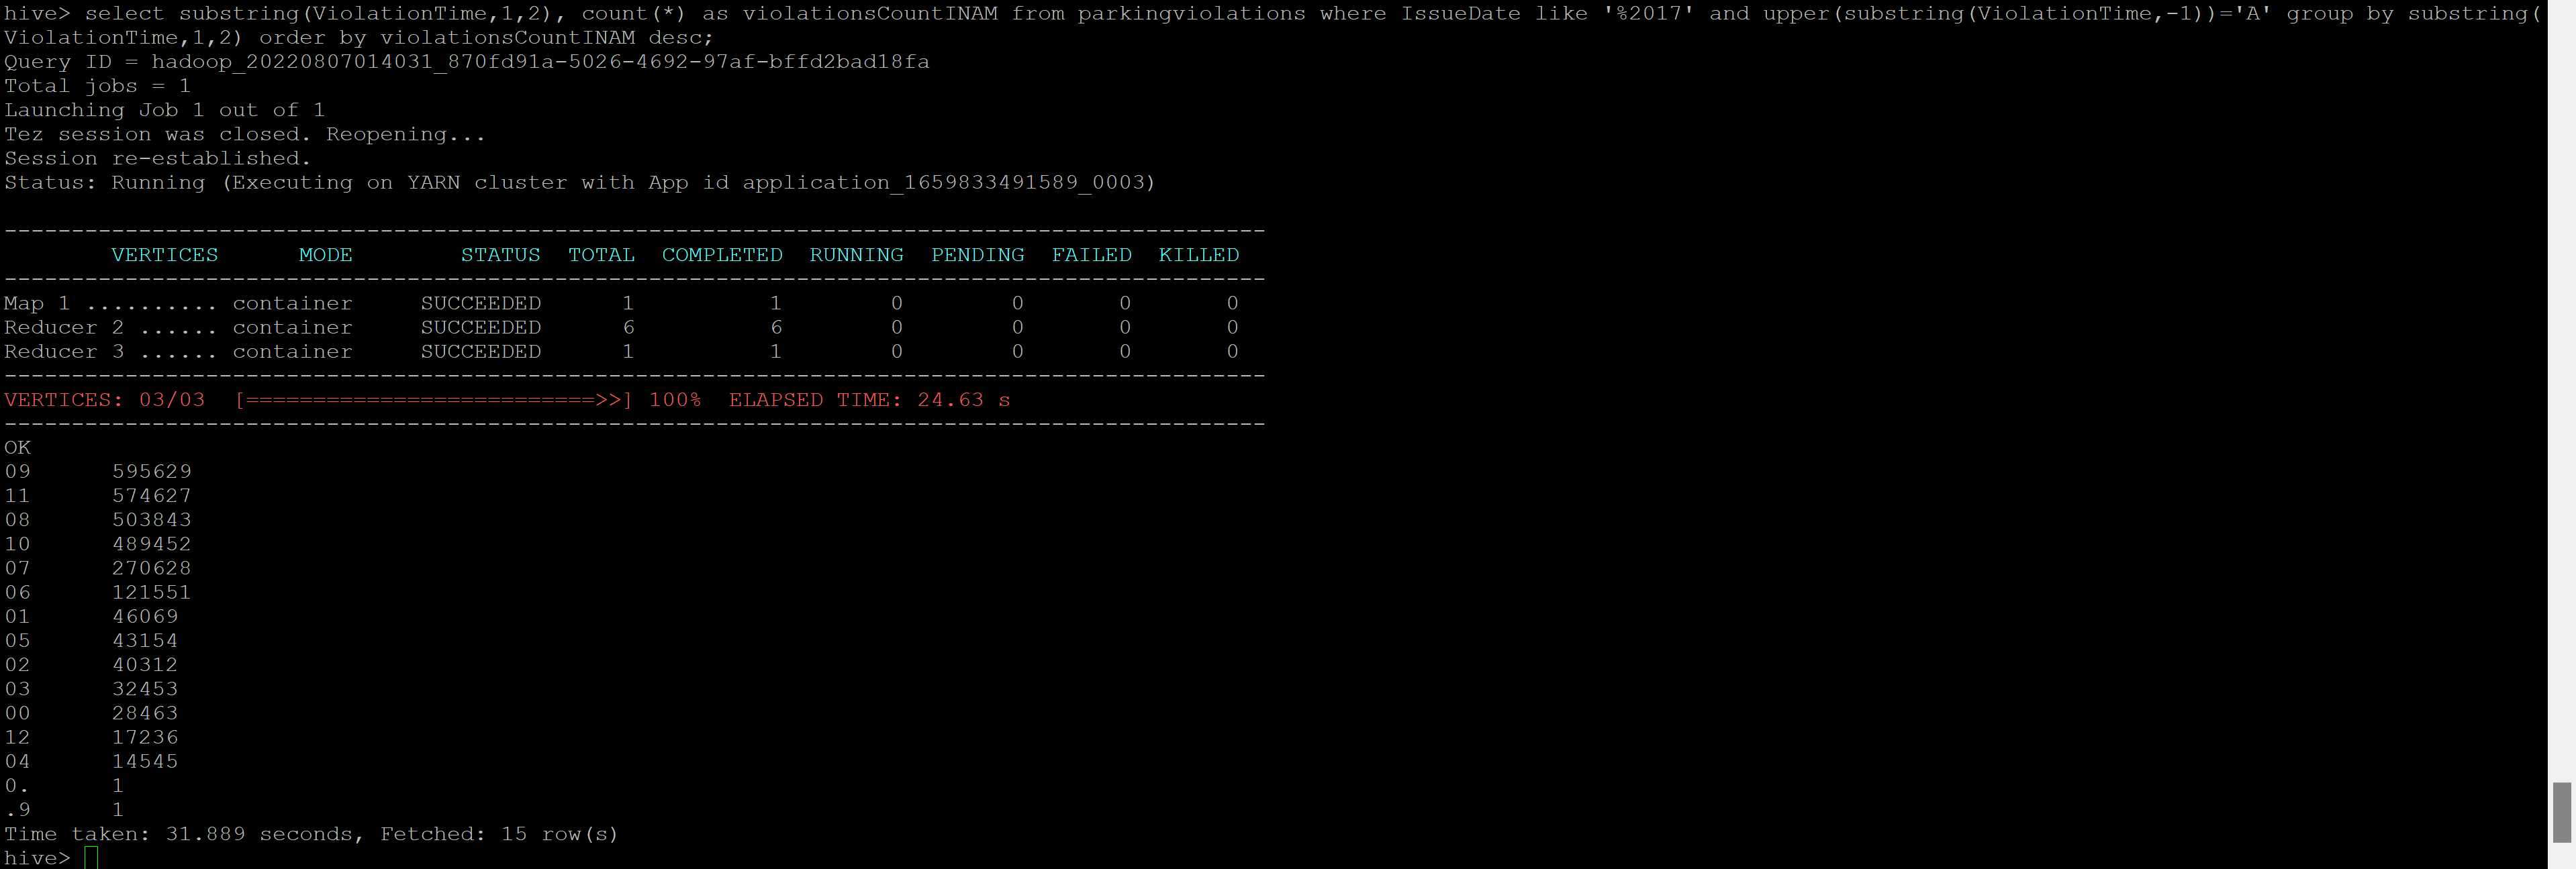 hive> select substring(ViolationTime,1,2), count(*) as violationsCountINAM from parkingviolations where IssueDate like '%2017' and upper(substring(ViolationTime,-1))='A' group by substring(
ViolationTime,1,2) order by violationsCountINAM desc;
Query ID = hadoop_20220807014031_870fd91a-5026-4692-97af-bffd2bad18fa
Total jobs = 1
Launching Job 1 out of 1
Tez session was closed. Reopening...
Session re-established.
Status: Running (Executing on YARN cluster with App id application_1659833491589_0003)
----------------------------------------------------------------------------------------------
        VERTICES      MODE        STATUS  TOTAL  COMPLETED  RUNNING  PENDING  FAILED  KILLED
----------------------------------------------------------------------------------------------
Map 1 .......... container     SUCCEEDED      1          1        0        0       0       0
Reducer 2 ...... container     SUCCEEDED      6          6        0        0       0       0
Reducer 3 ...... container     SUCCEEDED      1          1        0        0       0       0
----------------------------------------------------------------------------------------------
VERTICES: 03/03  [==========================>>] 100%  ELAPSED TIME: 24.63 s
----------------------------------------------------------------------------------------------
OK
09      595629
11      574627
08      503843
10      489452
07      270628
06      121551
01      46069
05      43154
02      40312
03      32453
00      28463
12      17236
04      14545
0.      1
.9      1
Time taken: 31.889 seconds, Fetched: 15 row(s)
hive>